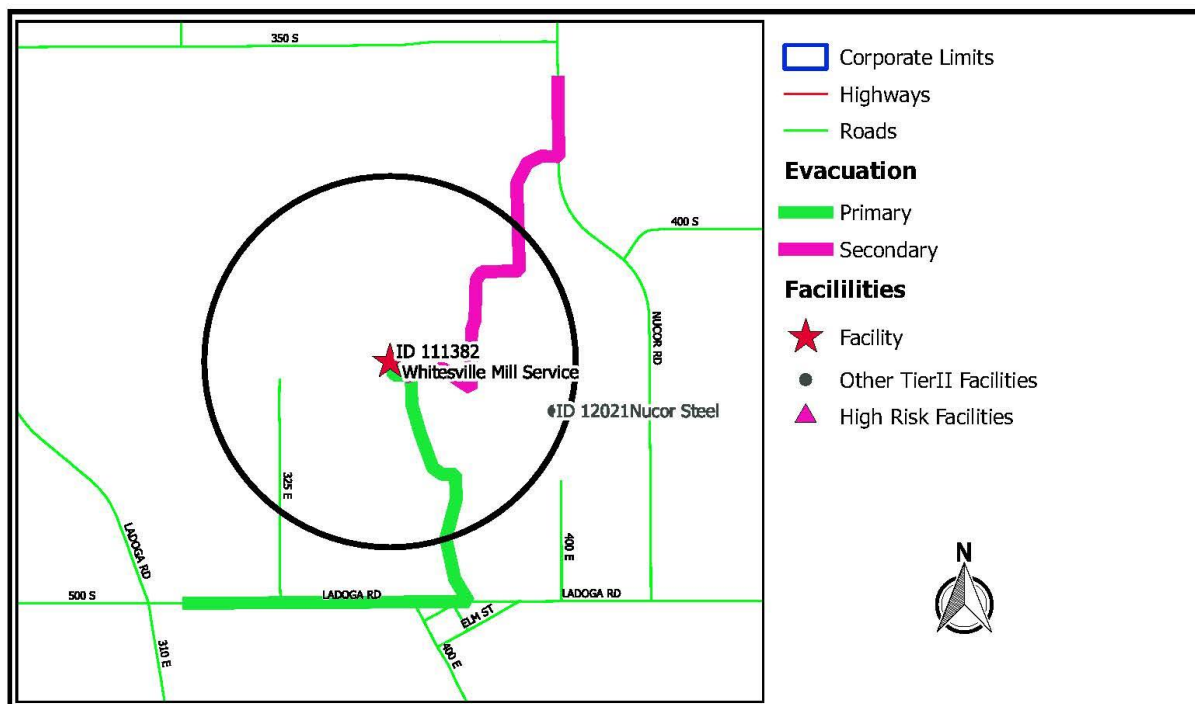 350 S
400 S
NUCOR RD
ID 111382
Whitesville Mill Service
ID 12021Nucor Steel
325 E
LADOGA RD
400 E
500 S
LADOGA RD
LADOGA RD
ELM ST
310 E
400 E
Corporate Limits
Highways
Roads
Evacuation
Primary
Secondary
Facililities
Facility
Other TierII Facilities
High Risk Facilities
N